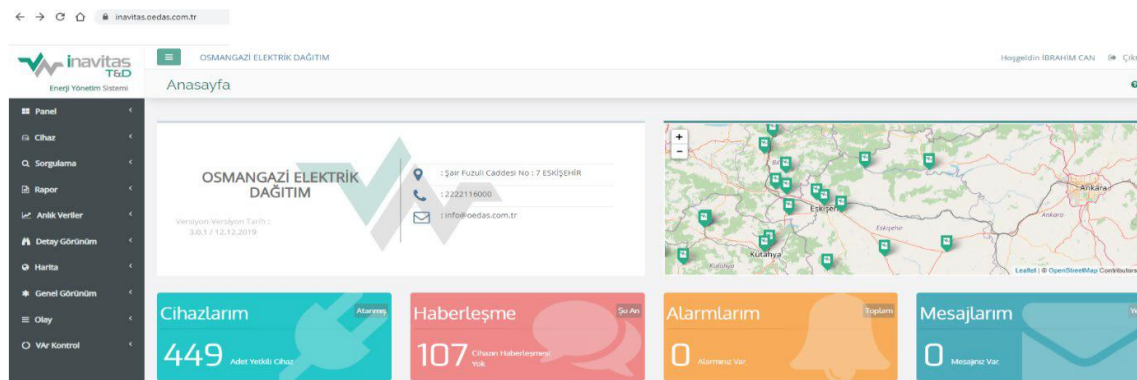 inavitas.oedas.com.tr
inavitas
T&D
Enerji Yönetim Sistemi
OSMANGAZİ ELEKTRİK DAĞITIM
Hoşgeldin İBRAHİM CAN
Anasayfa
Panel
Cihaz
Sorgulama
Rapor
Anlık Veriler
Detay Görünüm
Harita
Genel Görünüm
Olay
VAr Kontrol
OSMANGAZİ ELEKTRİK
DAĞITIM
Versiyon-Versiyon Tarih :
3.0.1 / 12.12.2019
: Şair Fuzuli Caddesi No : 7 ESKİŞEHİR
: 2222116000
: info@oedas.com.tr
+
-
Ankara
Ankara
Eskişehir
Kütahya
Kütahya
Leaflet | © OpenStreetMap Contributors
Cihazlarım
Atanmış
449 Adet Yetkili Cihaz
Haberleşme
Şu An
107 Cihazın Haberleşmesi
Yok
Alarmlarım
Toplam
0 Alarmınız Var.
Mesajlarım
0 Mesajınız Var.